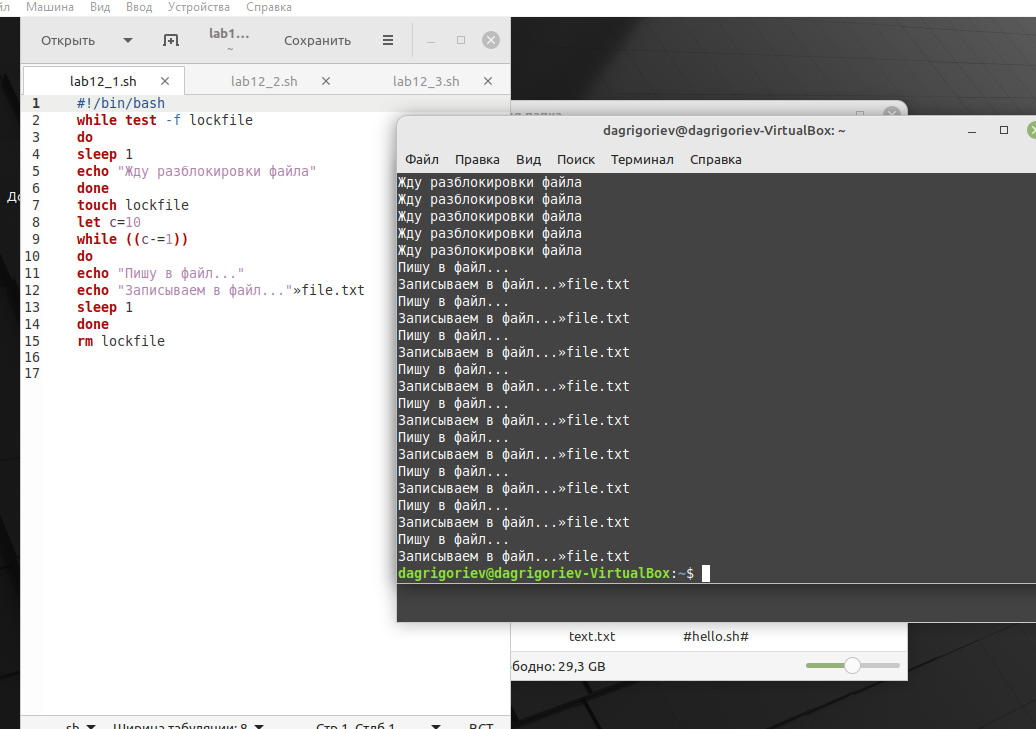 Машина Вид Ввод Устройства Справка
Открыть lab1... Сохранить
~
lab12_1.sh lab12_2.sh lab12_3.sh
1 #!/bin/bash
2 while test -f lockfile
3 do
4 sleep 1
5 echo "Жду разблокировки файла"
6 done
7 touch lockfile
8 let c=10
9 while ((c-=1))
10 do
11 echo "Пишу в файл..."
12 echo "Записываем в файл..."»file.txt
13 sleep 1
14 done
15 rm lockfile
16
17
sh Ширина табуляции: 8 Стр 1, Стлб 1 ВСТ
dagrigoriev@dagrigoriev-VirtualBox: ~
Файл Правка Вид Поиск Терминал Справка
Жду разблокировки файла
Жду разблокировки файла
Жду разблокировки файла
Жду разблокировки файла
Жду разблокировки файла
Пишу в файл...
Записываем в файл...»file.txt
Пишу в файл...
Записываем в файл...»file.txt
Пишу в файл...
Записываем в файл...»file.txt
Пишу в файл...
Записываем в файл...»file.txt
Пишу в файл...
Записываем в файл...»file.txt
Пишу в файл...
Записываем в файл...»file.txt
Пишу в файл...
Записываем в файл...»file.txt
Пишу в файл...
Записываем в файл...»file.txt
Пишу в файл...
Записываем в файл...»file.txt
dagrigoriev@dagrigoriev-VirtualBox:~$
text.txt #hello.sh#
бодно: 29,3 GB